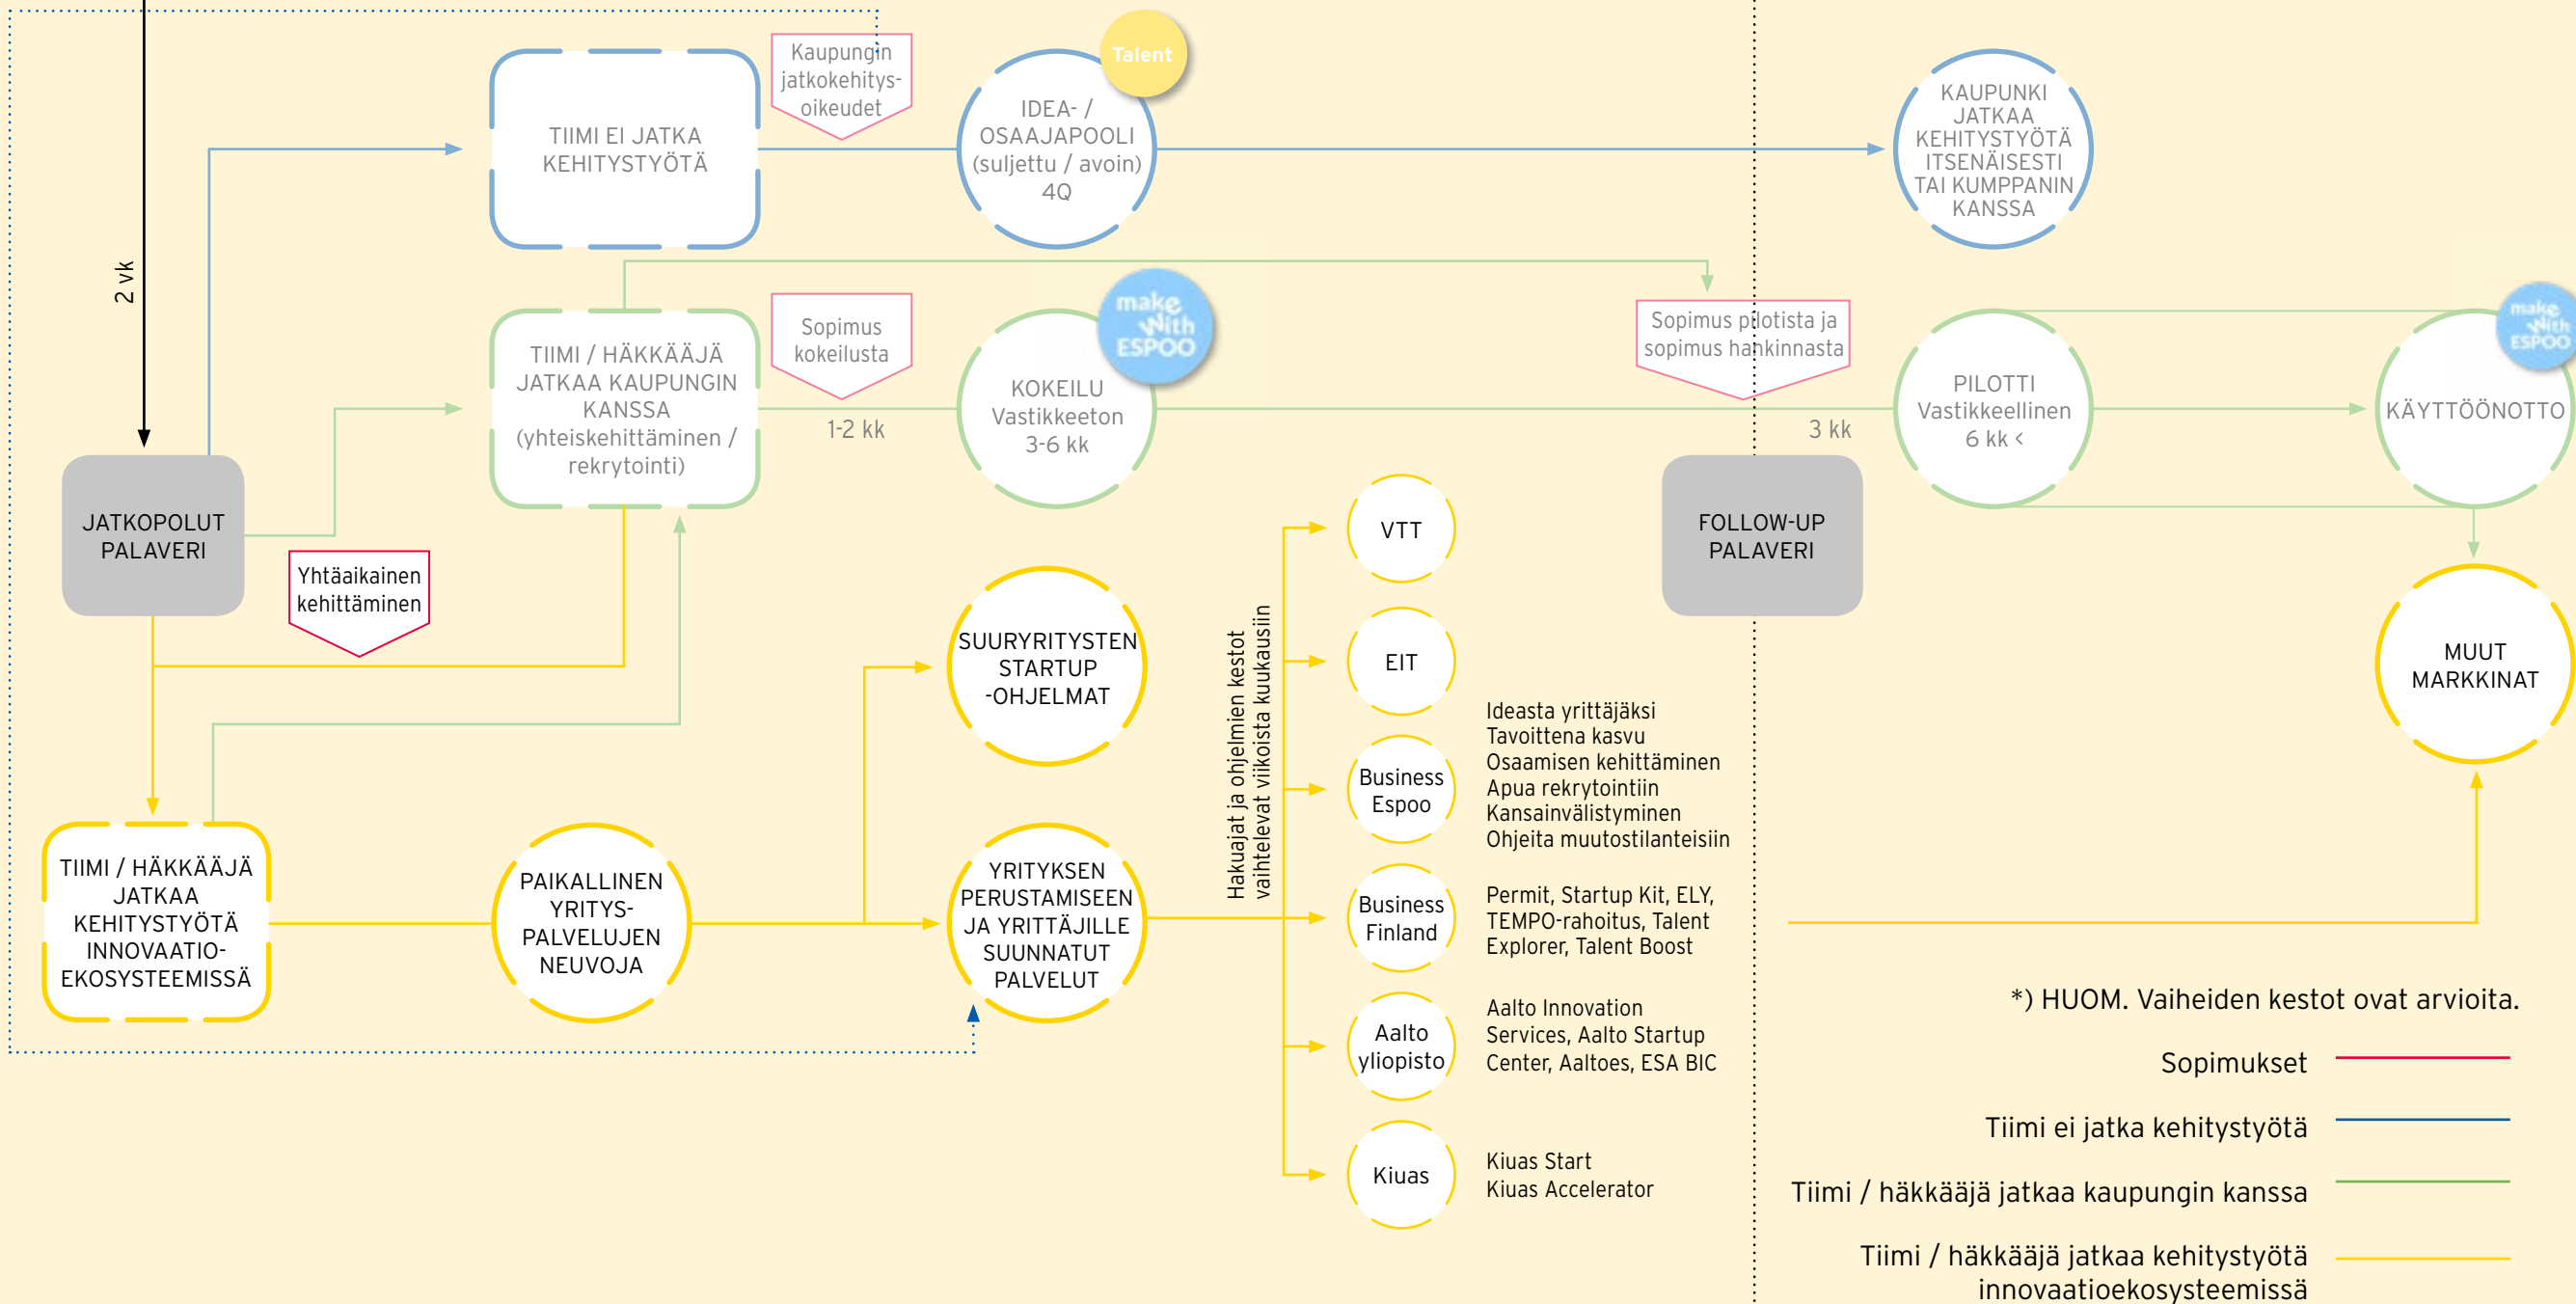 2 vk
TIIMI EI JATKA
KEHITYSTYÖTÄ
Kaupungin
jatkokehitys-
oikeudet
IDEA- /
OSAAJAPOOLI
(suljettu / avoin)
4Q
Talent
KAUPUNKI
JATKAA
KEHITYSTYÖTÄ
ITSENÄISESTI
TAI KUMPPANIN
KANSSA
JATKOPOLUT
PALAVERI
TIIMI / HÄKKÄÄJÄ
JATKAA KAUPUNGIN
KANSSA
(yhteiskehittäminen /
rekrytointi)
Sopimus
kokeilusta
1-2 kk
KOKEILU
Vastikkeeton
3-6 kk
make
With
ESPOO
Sopimus pilotista ja
sopimus hankinnasta
3 kk
PILOTTI
Vastikkeellinen
6 kk <
KÄYTTÖÖNOTTO
make
With
ESPOO
Yhtäaikainen
kehittäminen
FOLLOW-UP
PALAVERI
MUUT
MARKKINAT
TIIMI / HÄKKÄÄJÄ
JATKAA
KEHITYSTYÖTÄ
INNOVAATIO-
EKOSYSTEEMISSÄ
PAIKALLINEN
YRITYS-
PALVELUJEN
NEUVOJA
SUURYRITYSTEN
STARTUP
-OHJELMAT
YRITYKSEN
PERUSTAMISEEN
JA YRITTÄJILLE
SUUNNATUT
PALVELUT
Hakuajat ja ohjelmien kestot
vaihtelevat viikoista kuukausiin
VTT
EIT
Business
Espoo
Ideasta yrittäjäksi
Tavoittena kasvu
Osaamisen kehittäminen
Apua rekrytointiin
Kansainvälistyminen
Ohjeita muutostilanteisiin
Business
Finland
Permit, Startup Kit, ELY,
TEMPO-rahoitus, Talent
Explorer, Talent Boost
Aalto
yliopisto
Aalto Innovation
Services, Aalto Startup
Center, Aaltoes, ESA BIC
Kiuas
Kiuas Start
Kiuas Accelerator
*) HUOM. Vaiheiden kestot ovat arvioita.
Sopimukset
Tiimi ei jatka kehitystyötä
Tiimi / häkkääjä jatkaa kaupungin kanssa
Tiimi / häkkääjä jatkaa kehitystyötä
innovaatioekosysteemissä